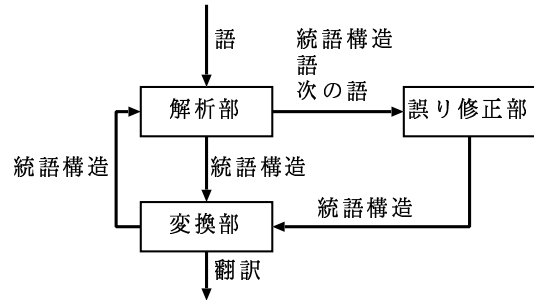 語
統語構造
語
次の語
解析部
誤り修正部
統語構造
統語構造
統語構造
変換部
翻訳